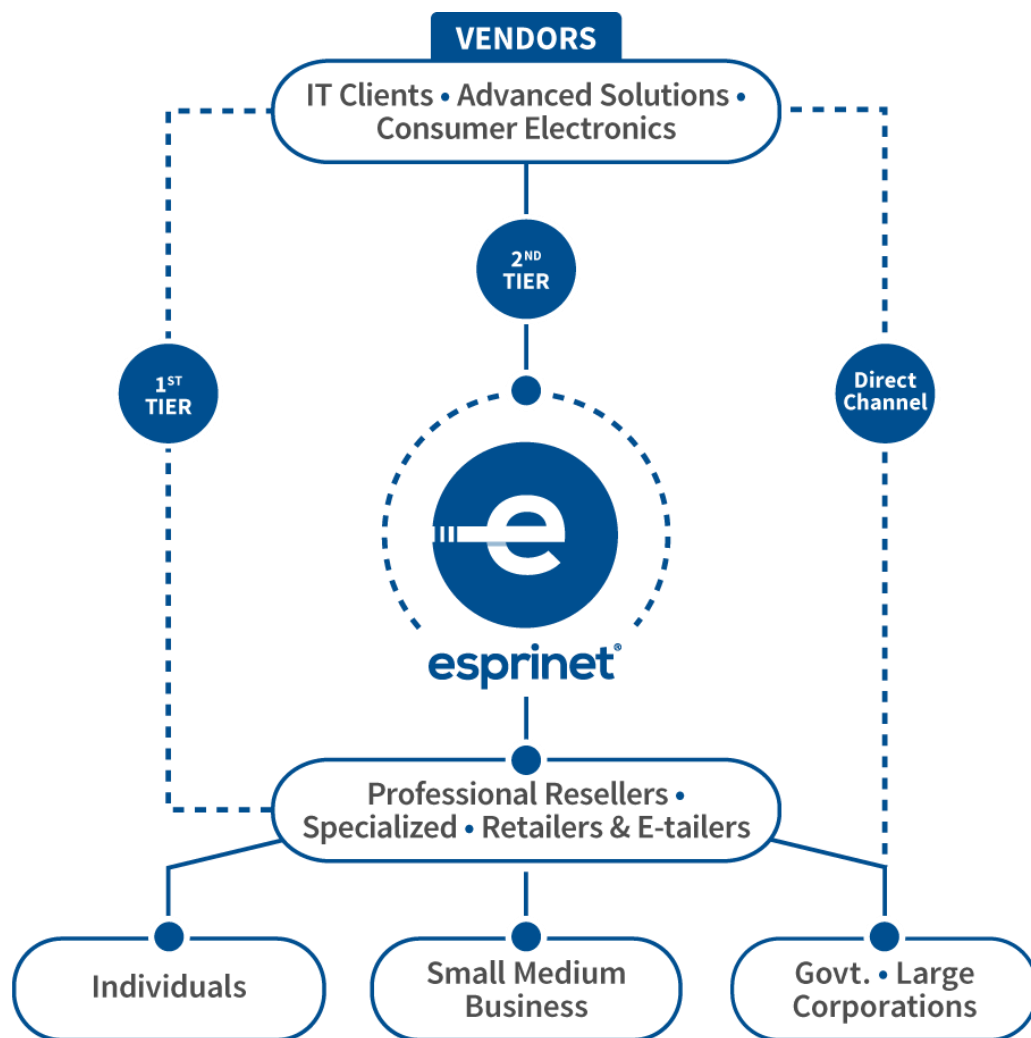 VENDORS
IT Clients • Advanced Solutions •
Consumer Electronics
2ND
TIER
1ST
TIER
Direct
Channel
e
esprinet®
Professional Resellers •
Specialized • Retailers & E-tailers
Individuals
Small Medium
Business
Govt. • Large
Corporations